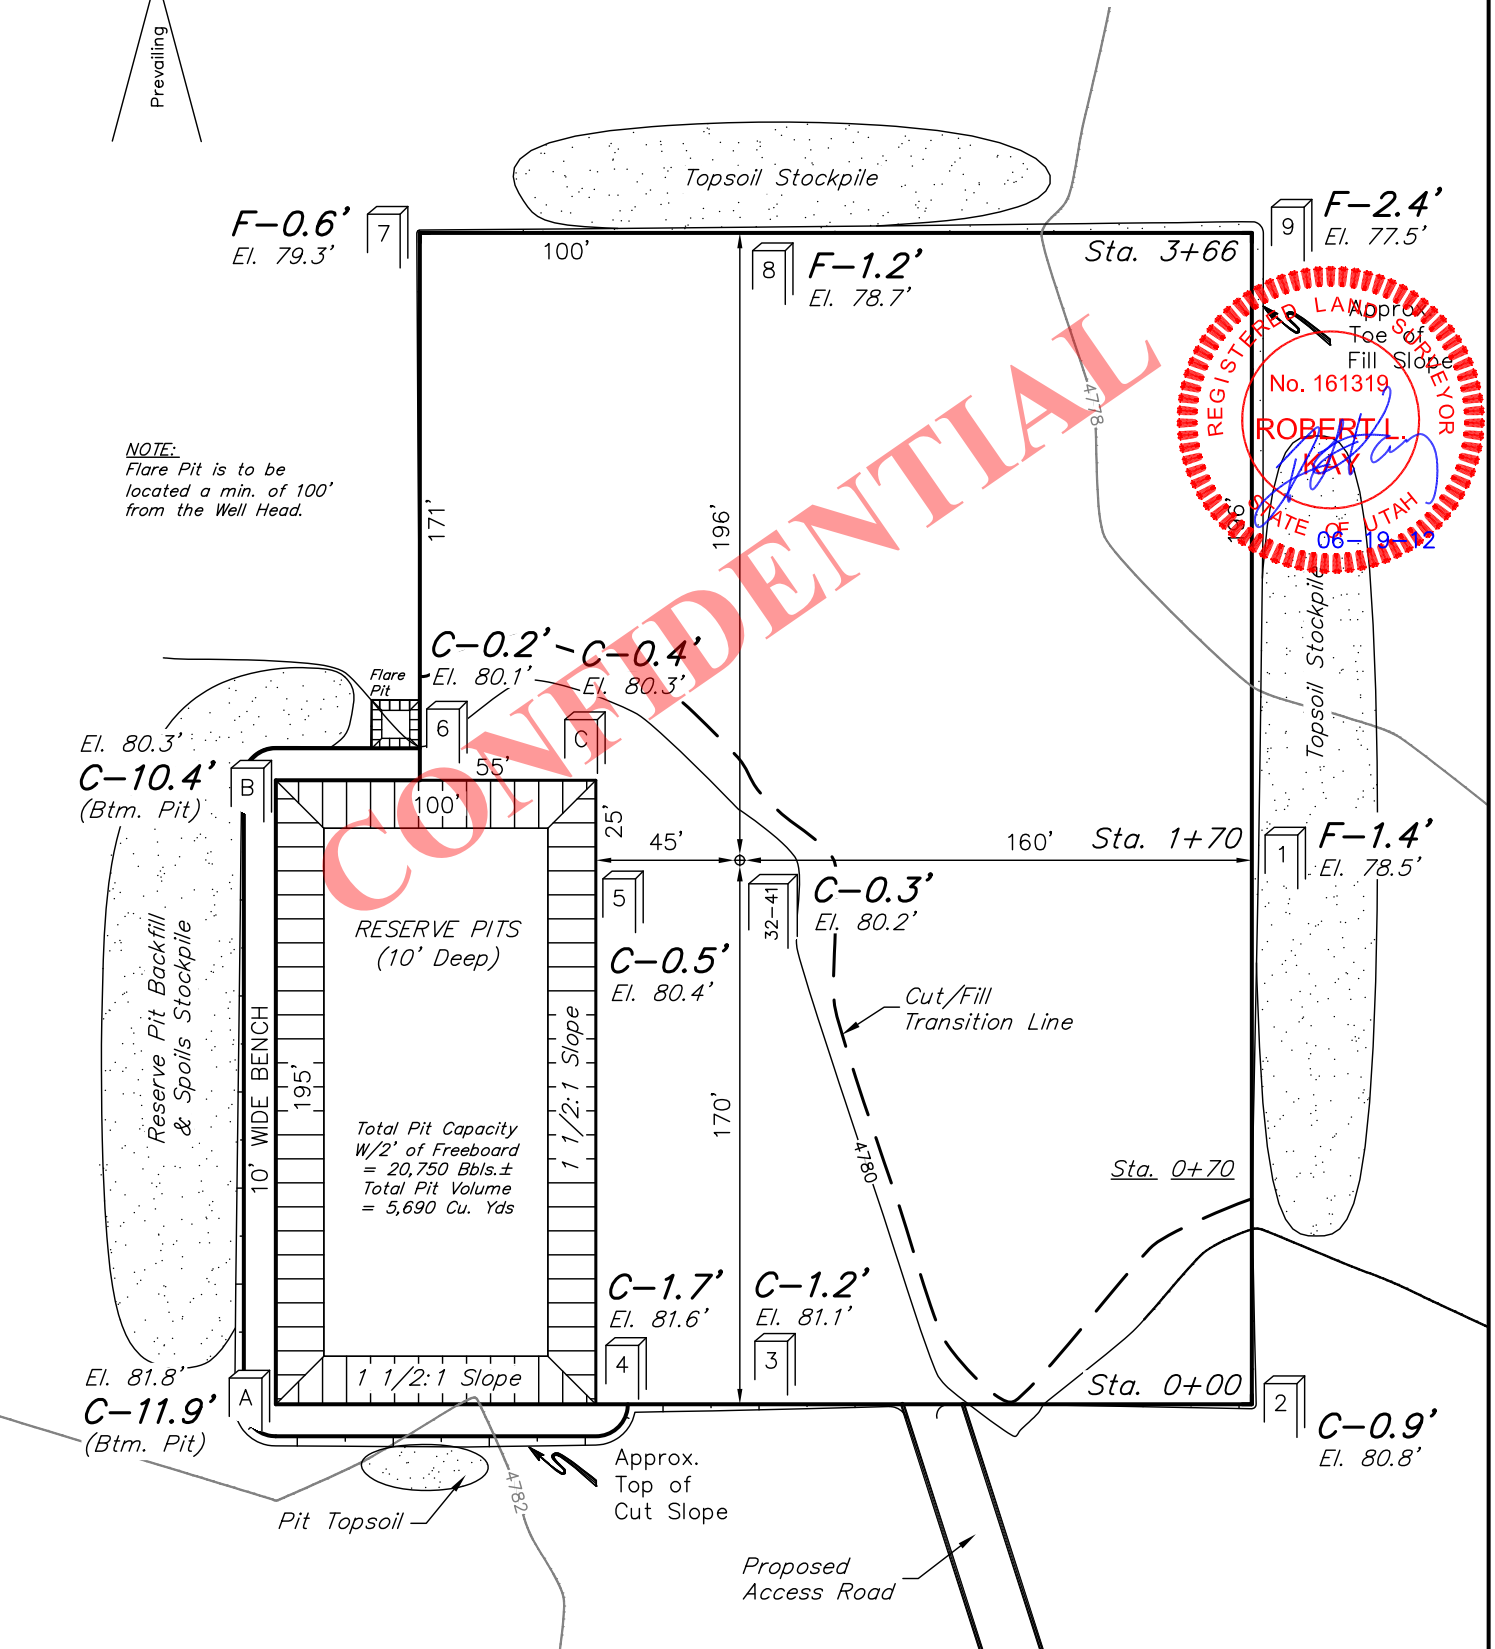 Prevailing
Topsoil Stockpile
F-0.6'
El. 79.3'
7
100'
8
F-1.2'
El. 78.7'
Sta. 3+66
9
F-2.4'
El. 77.5'
Approx.
Toe of
Fill Slope
REGISTERED LAND SURVEYOR
No. 161319
ROBERT L.
KAY
STATE OF UTAH
06-19-12
4778
NOTE:
Flare Pit is to be
located a min. of 100'
from the Well Head.
171'
196'
CONFIDENTIAL
Topsoil Stockpile
C-0.2'
El. 80.1'
C-0.4'
El. 80.3'
Flare
Pit
6
C
El. 80.3'
C-10.4'
(Btm. Pit)
B
55'
100'
25'
45'
160'
Sta. 1+70
1
F-1.4'
El. 78.5'
5
32-41
C-0.3'
El. 80.2'
RESERVE PITS
(10' Deep)
C-0.5'
El. 80.4'
Cut/Fill
Transition Line
Reserve Pit Backfill
& Spoils Stockpile
10' WIDE BENCH
195'
1 1/2:1 Slope
Total Pit Capacity
W/2' of Freeboard
= 20,750 Bbls.±
Total Pit Volume
= 5,690 Cu. Yds
170'
4780
Sta. 0+70
C-1.7'
El. 81.6'
C-1.2'
El. 81.1'
4
3
El. 81.8'
C-11.9'
(Btm. Pit)
A
1 1/2:1 Slope
Sta. 0+00
2
C-0.9'
El. 80.8'
Approx.
Top of
Cut Slope
4782
Pit Topsoil
Proposed
Access Road